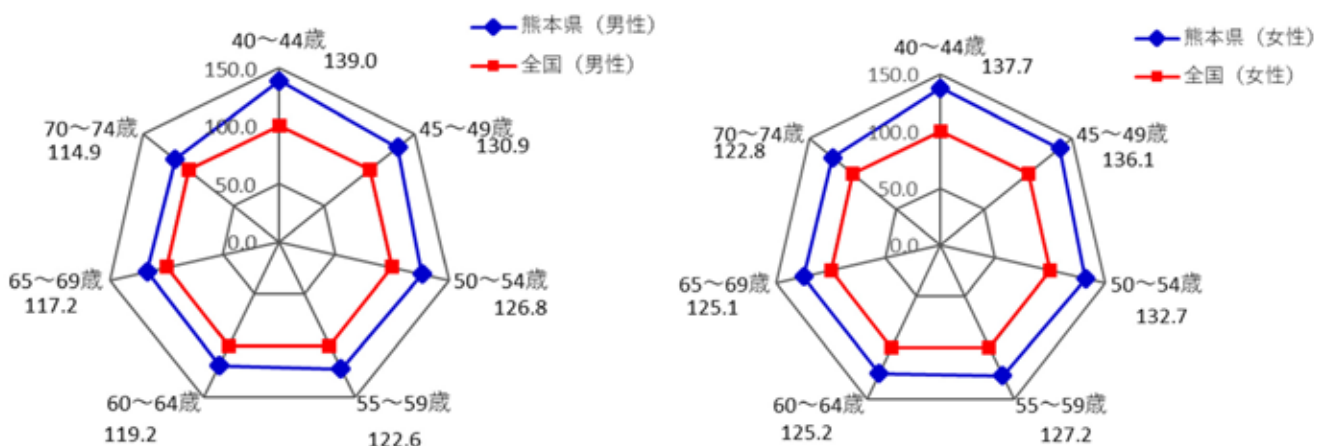 熊本県（男性）
全国（男性）
40～44歳
139.0
150.0
100.0
50.0
0.0
45～49歳
130.9
50～54歳
126.8
55～59歳
122.6
60～64歳
119.2
65～69歳
117.2
70～74歳
114.9
熊本県（女性）
全国（女性）
40～44歳
137.7
150.0
100.0
50.0
0.0
45～49歳
136.1
50～54歳
132.7
55～59歳
127.2
60～64歳
125.2
65～69歳
125.1
70～74歳
122.8